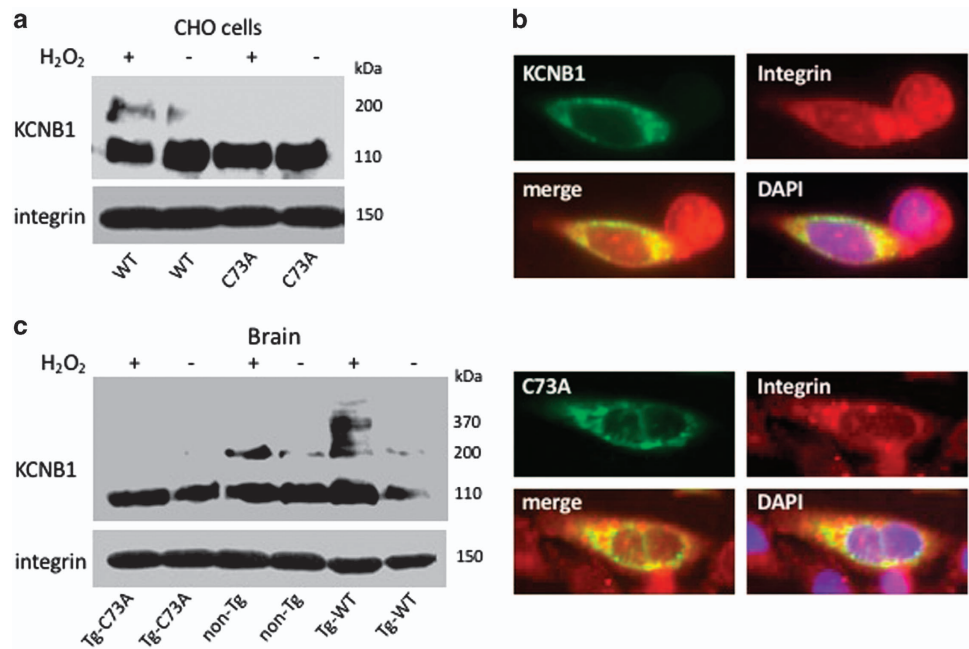 a
CHO cells
H₂O₂ + - + -
kDa
KCNB1
200
110
integrin
150
WT WT C73A C73A
b
KCNB1
Integrin
merge
DAPI
C73A
Integrin
merge
DAPI
c
Brain
H₂O₂ + - + - + -
kDa
KCNB1
370
200
110
integrin
150
Tg-C73A Tg-C73A non-Tg non-Tg Tg-WT Tg-WT